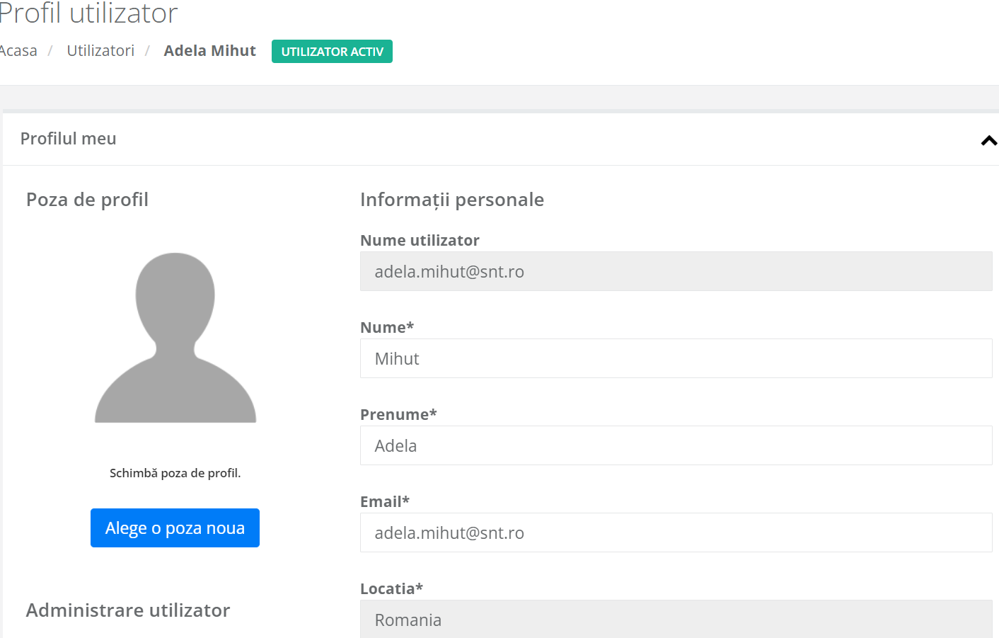 Profil utilizator
Acasa / Utilizatori / Adela Mihut UTILIZATOR ACTIV
Profilul meu
Poza de profil
Schimbă poza de profil.
Alege o poza noua
Administrare utilizator
Informații personale
Nume utilizator
adela.mihut@snt.ro
Nume*
Mihut
Prenume*
Adela
Email*
adela.mihut@snt.ro
Locatia*
Romania